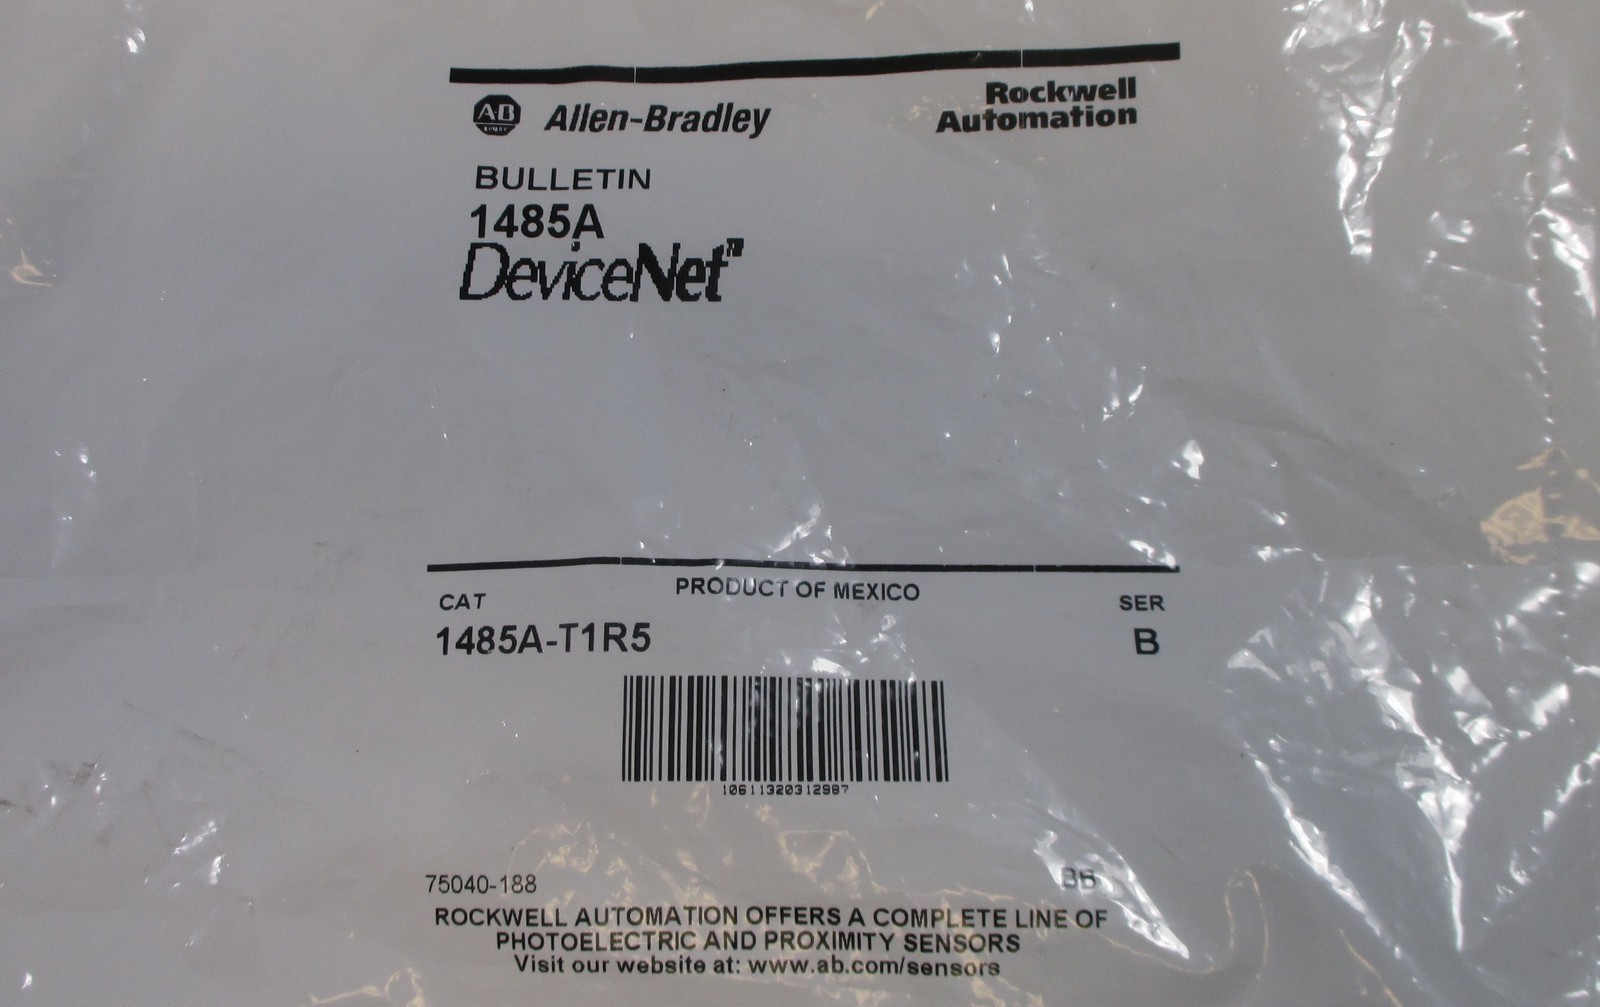 AB
Allen-Bradley
Rockwell
Automation
BULLETIN
1485A
DeviceNet™
PRODUCT OF MEXICO
CAT
SER
1485A-T1R5
B
10611320312987
75040-188
BB
ROCKWELL AUTOMATION OFFERS A COMPLETE LINE OF
PHOTOELECTRIC AND PROXIMITY SENSORS
Visit our website at: www.ab.com/sensors